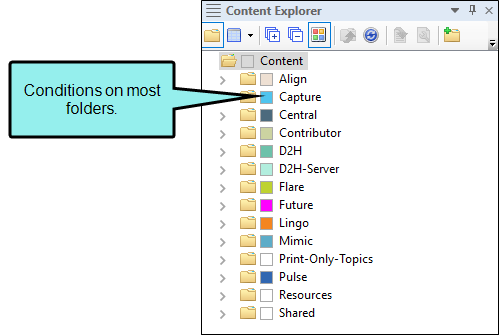 Content Explorer
Content
Align
Conditions on most
folders.
Capture
Central
Contributor
D2H
D2H-Server
Flare
Future
Lingo
Mimic
Print-Only-Topics
Pulse
Resources
Shared